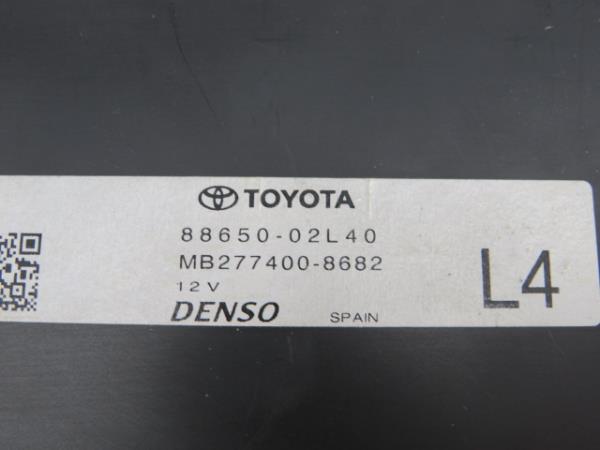 TOYOTA
88650-02L40
MB277400-8682
12V
DENSO SPAIN
L4